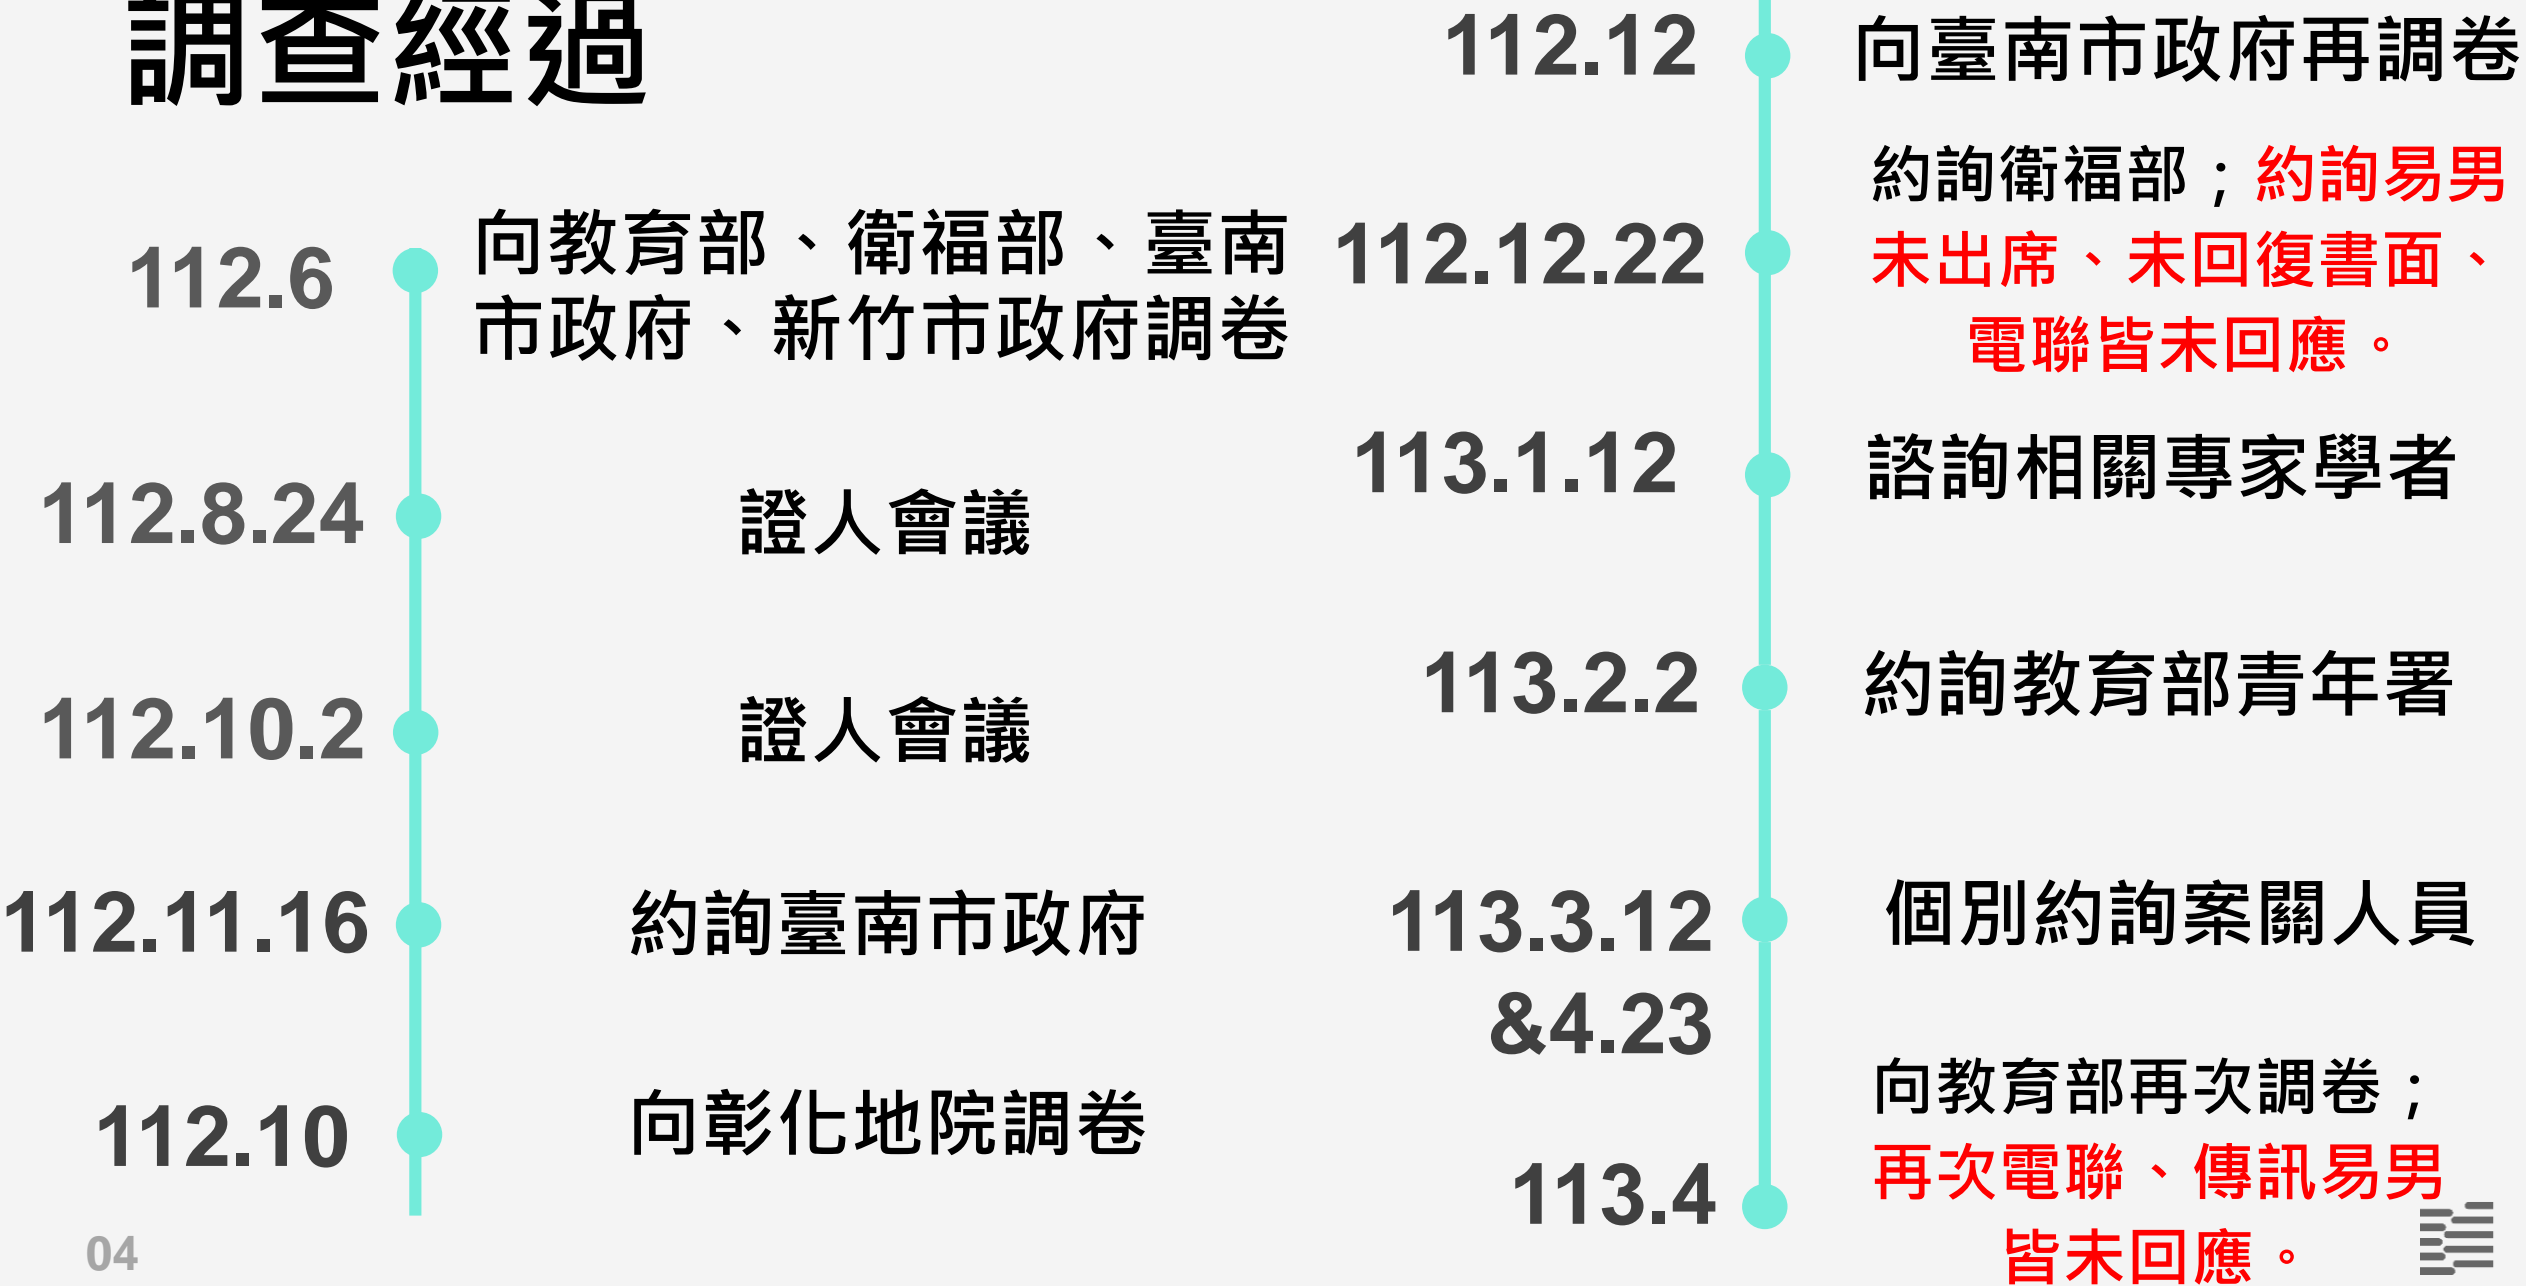 調查經過
112.6
向教育部、衛福部、臺南
市政府、新竹市政府調卷
112.8.24
證人會議
112.10.2
證人會議
112.11.16
約詢臺南市政府
112.10
向彰化地院調卷
112.12
向臺南市政府再調卷
112.12.22
約詢衛福部；約詢易男
未出席、未回復書面、
電聯皆未回應。
113.1.12
諮詢相關專家學者
113.2.2
約詢教育部青年署
113.3.12
&4.23
個別約詢案關人員
113.4
向教育部再次調卷；
再次電聯、傳訊易男
皆未回應。
04